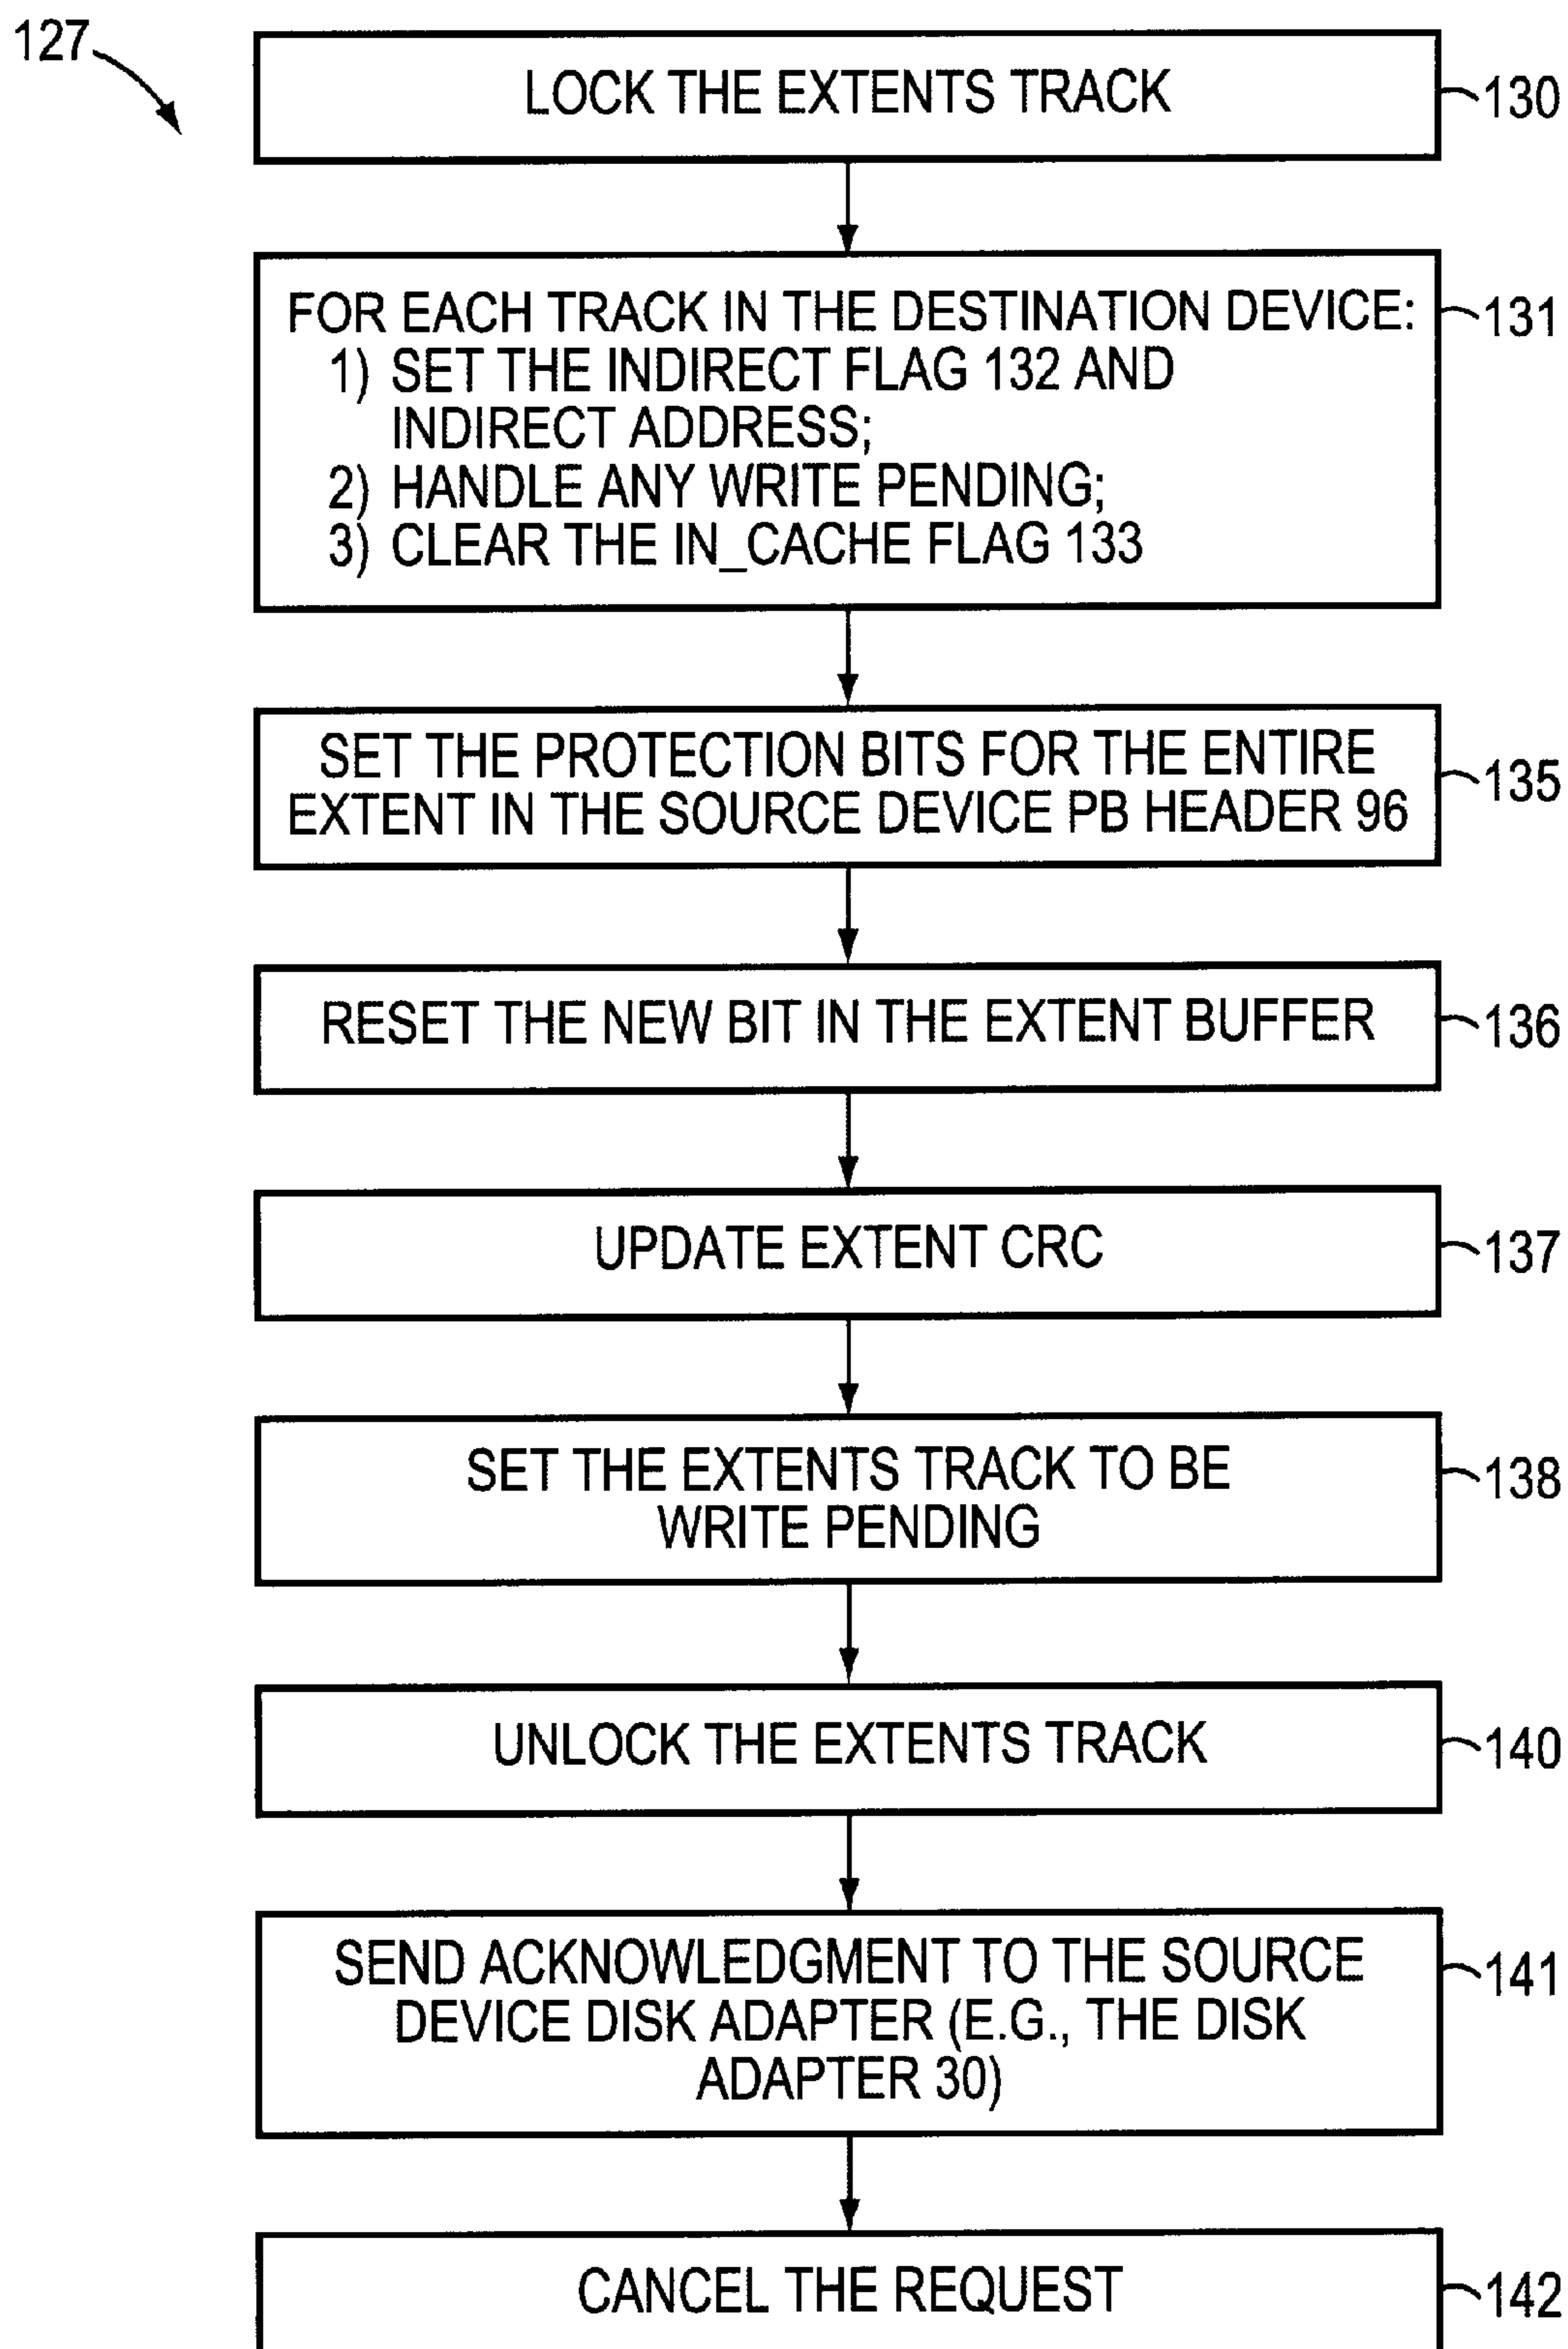 127
LOCK THE EXTENTS TRACK
130
FOR EACH TRACK IN THE DESTINATION DEVICE:
131
1) SET THE INDIRECT FLAG 132 AND
INDIRECT ADDRESS;
2) HANDLE ANY WRITE PENDING;
3) CLEAR THE IN_CACHE FLAG 133
SET THE PROTECTION BITS FOR THE ENTIRE
EXTENT IN THE SOURCE DEVICE PB HEADER 96
135
RESET THE NEW BIT IN THE EXTENT BUFFER
136
UPDATE EXTENT CRC
137
SET THE EXTENTS TRACK TO BE
WRITE PENDING
138
UNLOCK THE EXTENTS TRACK
140
SEND ACKNOWLEDGMENT TO THE SOURCE
DEVICE DISK ADAPTER (E.G., THE DISK
ADAPTER 30)
141
CANCEL THE REQUEST
142